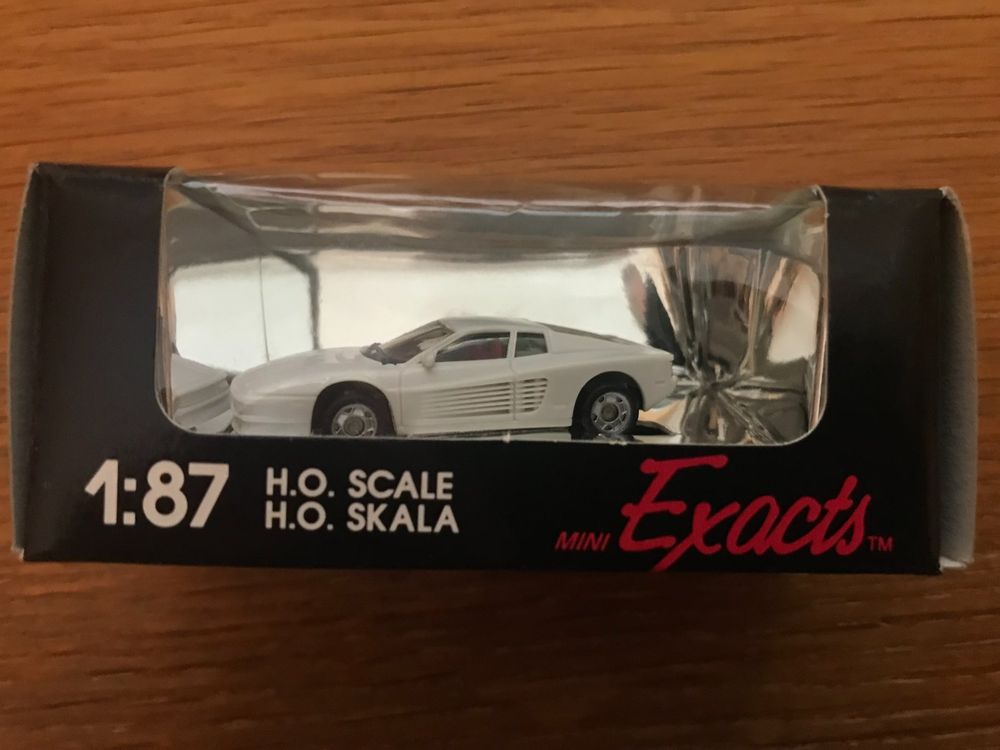 1:87
H.O. SCALE
H.O. SKALA
MINI Exacts™